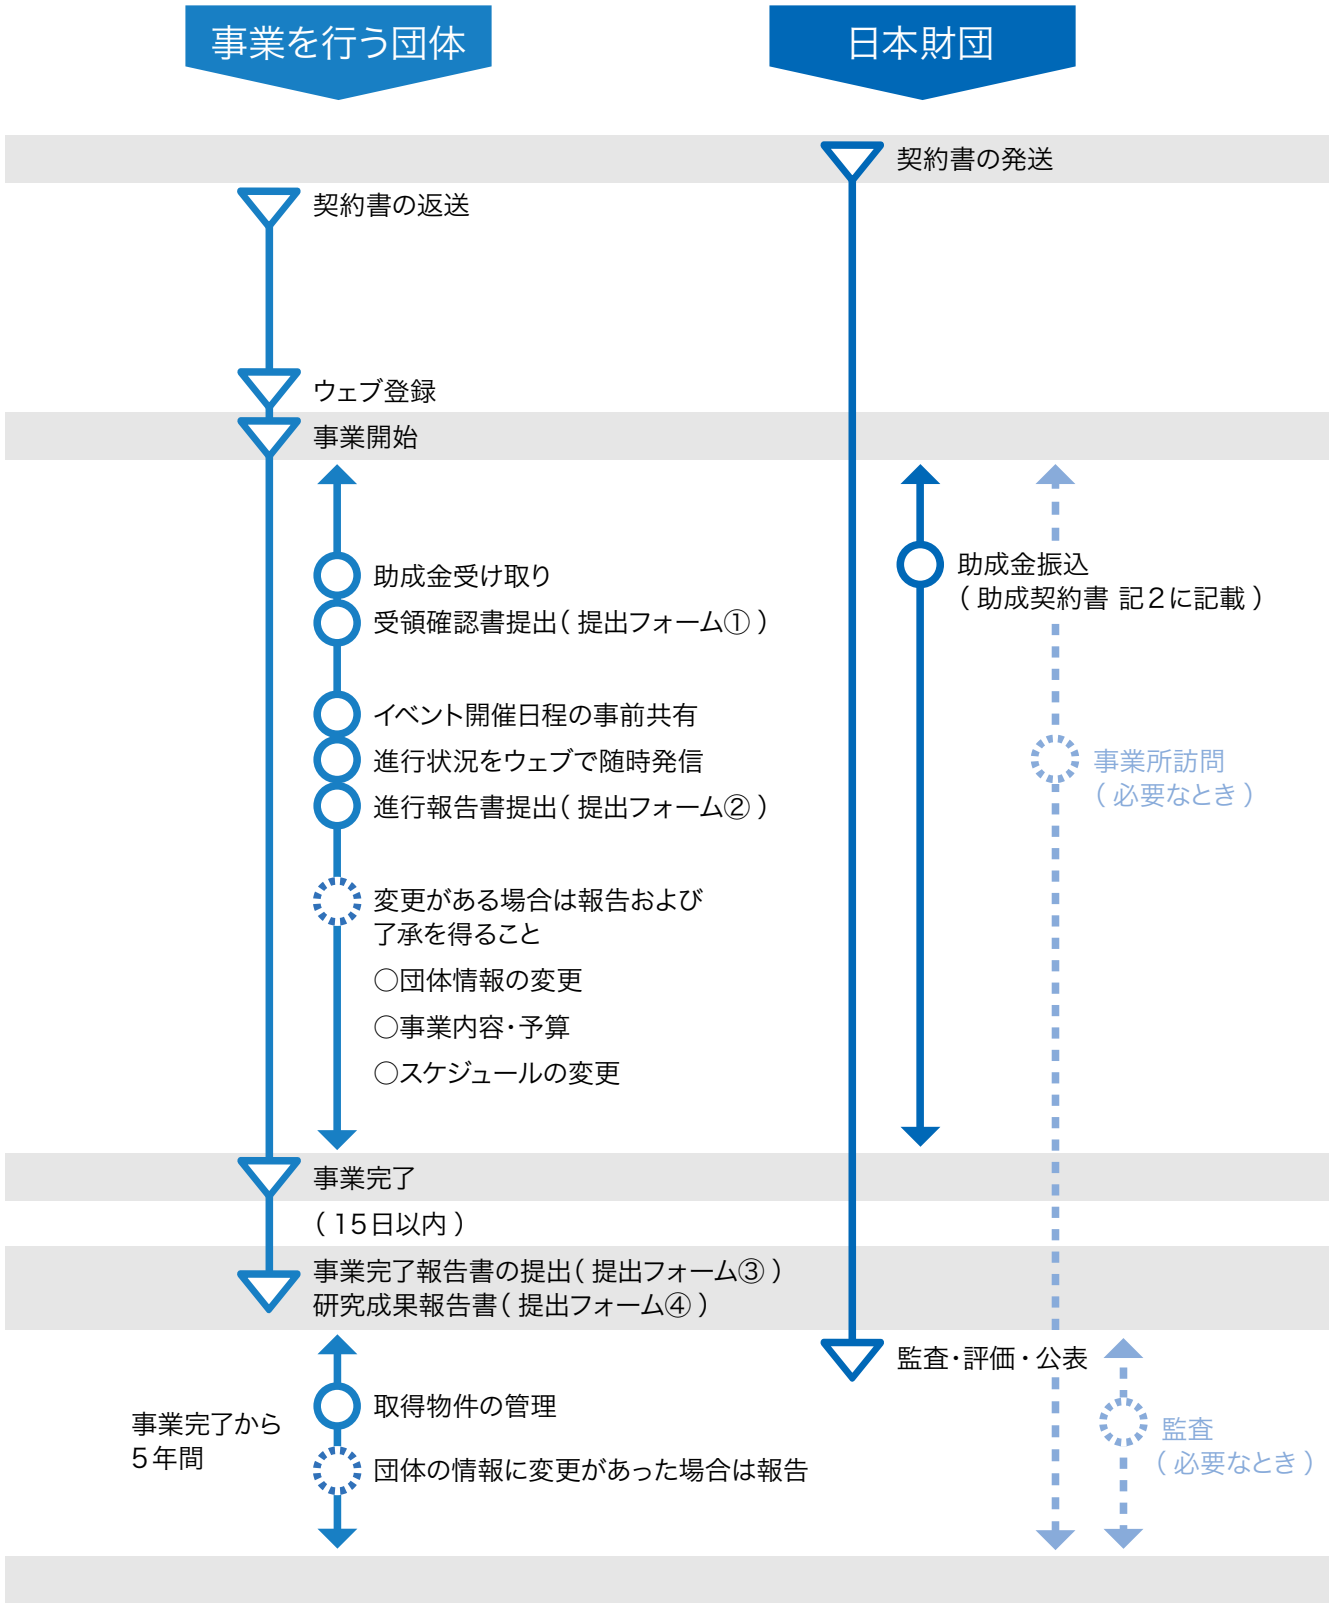 事業を行う団体
日本財団
契約書の発送
契約書の返送
ウェブ登録
事業開始
助成金受け取り
受領確認書提出（提出フォーム①）
イベント開催日程の事前共有
進行状況をウェブで随時発信
進行報告書提出（提出フォーム②）
変更がある場合は報告および
了承を得ること
○団体情報の変更
○事業内容・予算
○スケジュールの変更
助成金振込
（助成契約書 記2に記載）
事業所訪問
（必要なとき）
事業完了
（15日以内）
事業完了報告書の提出（提出フォーム③）
研究成果報告書（提出フォーム④）
監査・評価・公表
事業完了から
5年間
取得物件の管理
団体の情報に変更があった場合は報告
監査
（必要なとき）